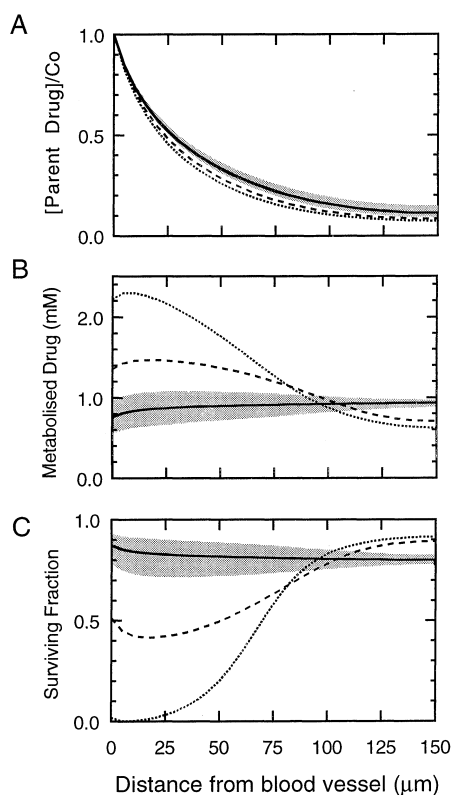 A
[Parent Drug]/Co
1.0
0.5
0.0
B
Metabolised Drug (mM)
2.0
1.0
0.0
C
Surviving Fraction
1.0
0.5
0.0
0 25 50 75 100 125 150
Distance from blood vessel (μm)